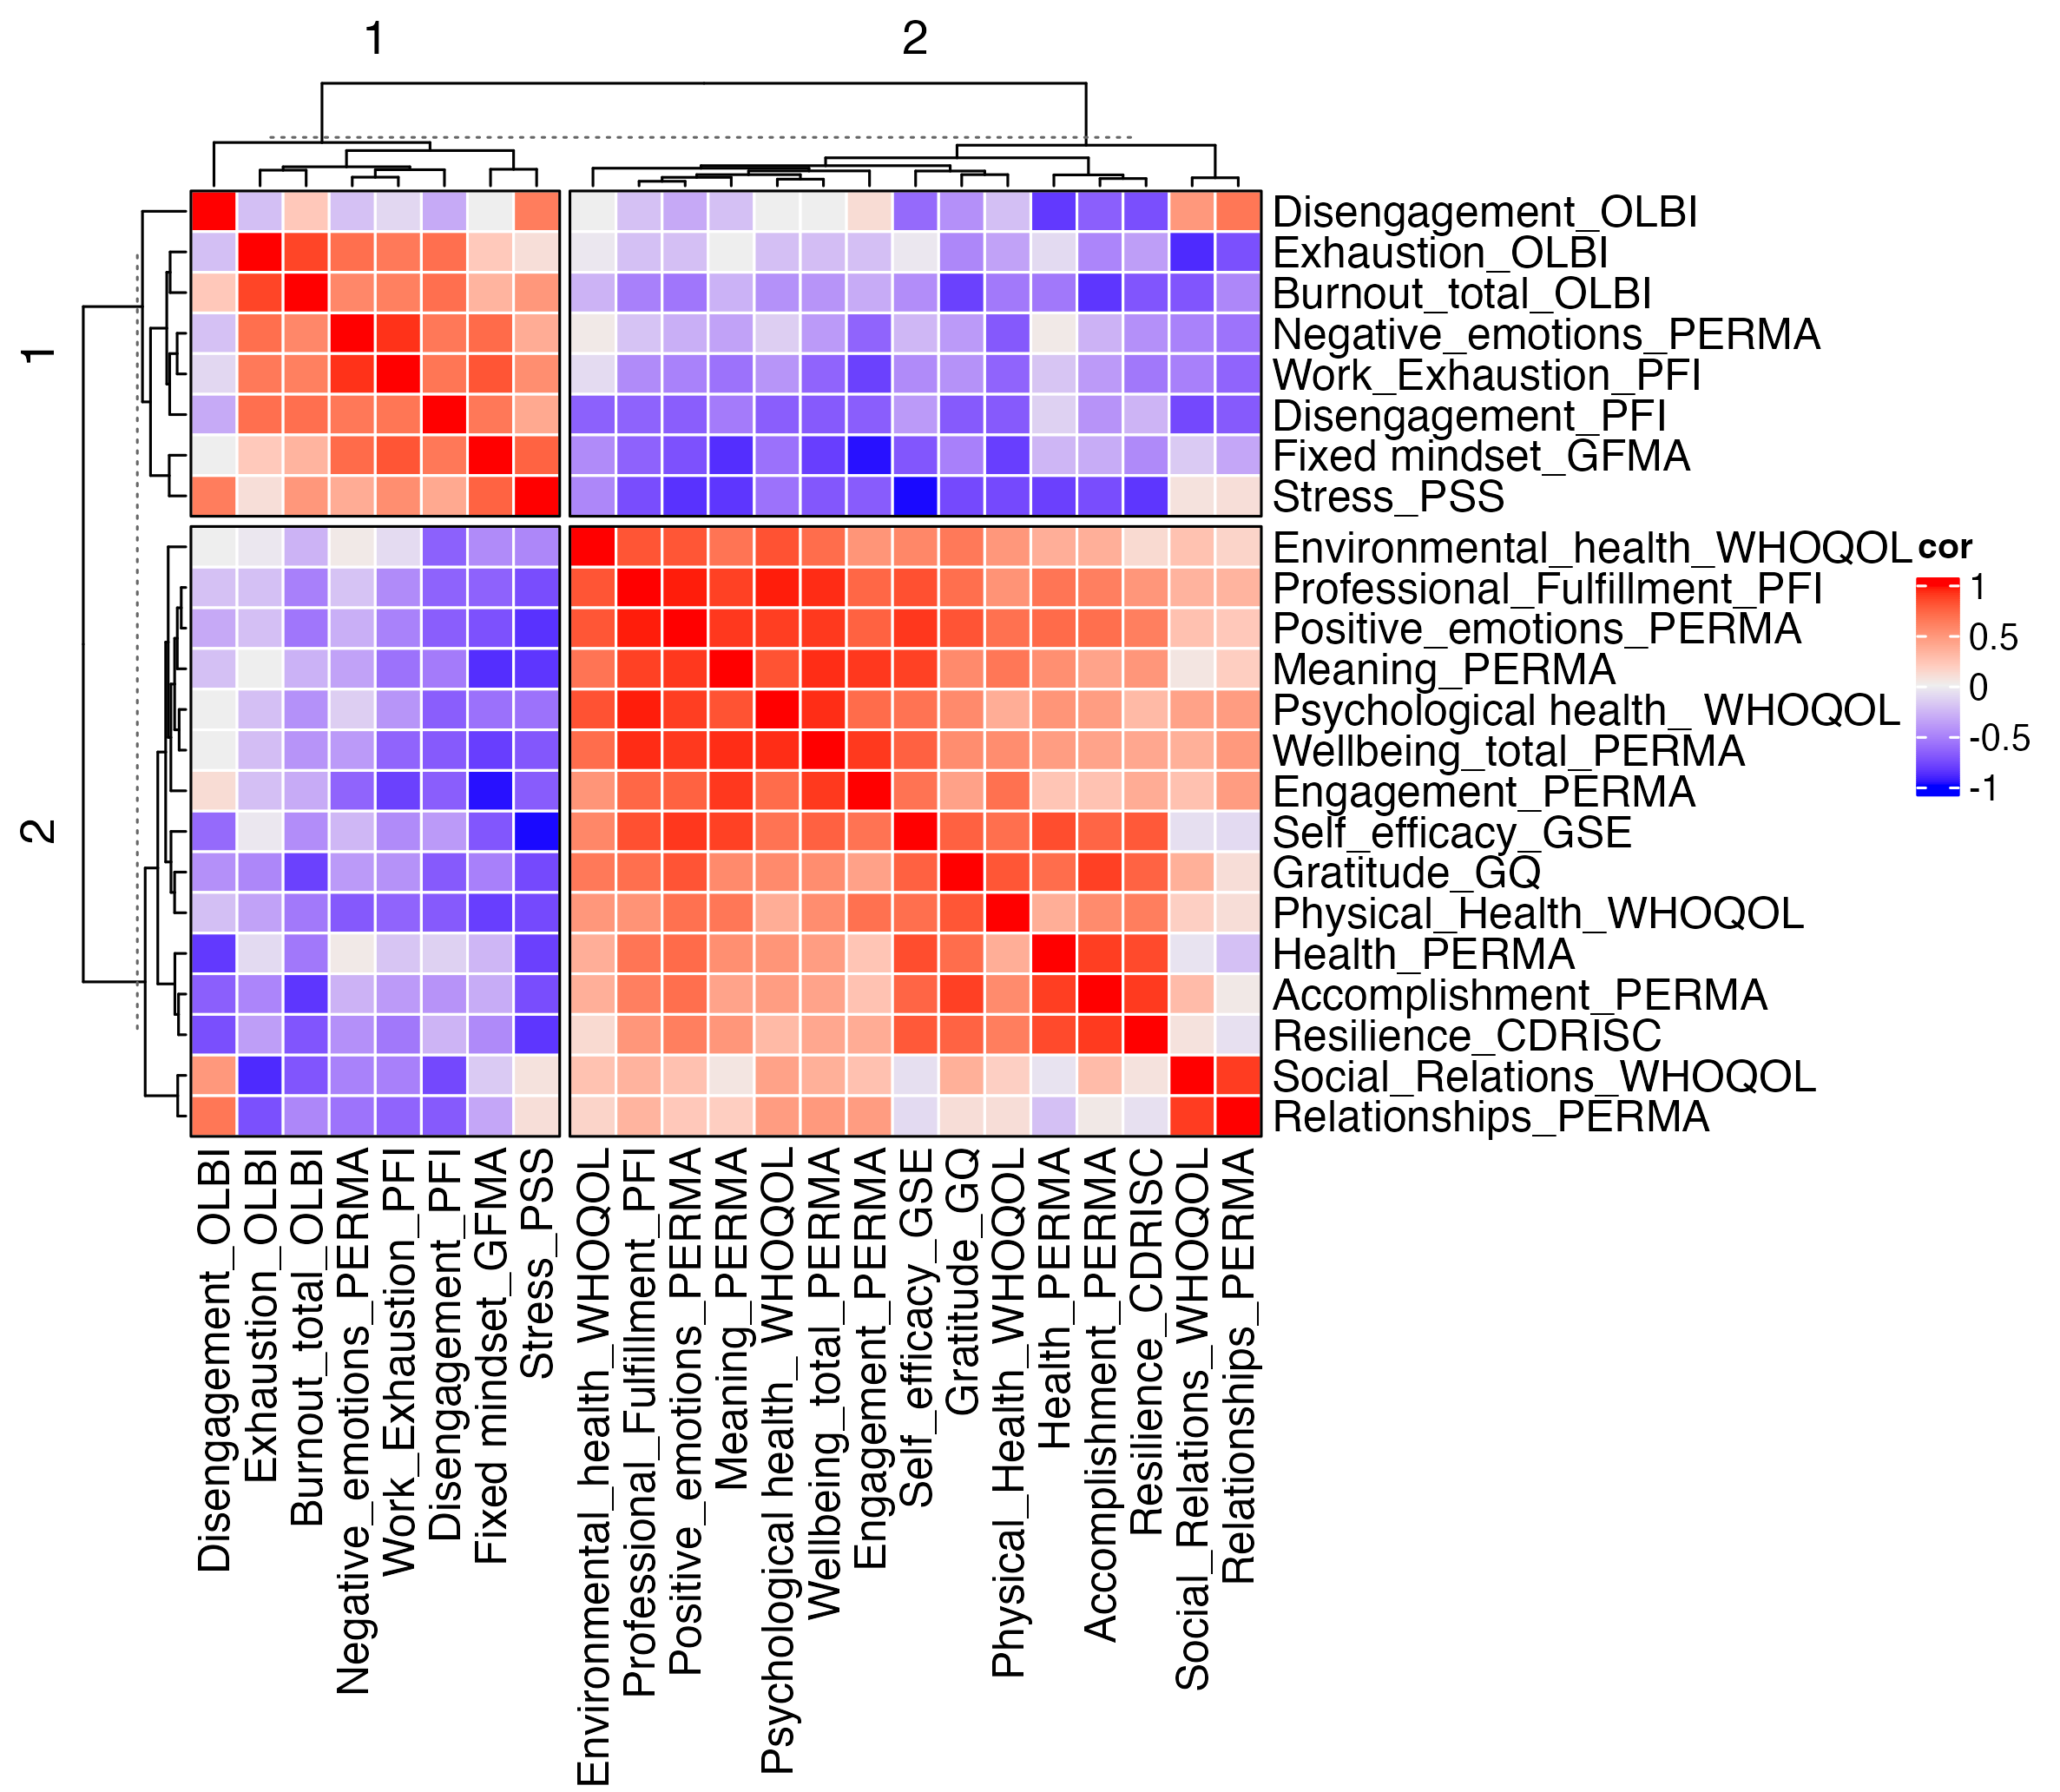 1
2
1
2
Disengagement_OLBI
Exhaustion_OLBI
Burnout_total_OLBI
Negative_emotions_PERMA
Work_Exhaustion_PFI
Disengagement_PFI
Fixed mindset_GFMA
Stress_PSS
Environmental_health_WHOQOL
Professional_Fulfillment_PFI
Positive_emotions_PERMA
Meaning_PERMA
Psychological health_ WHOQOL
Wellbeing_total_PERMA
Engagement_PERMA
Self_efficacy_GSE
Gratitude_GQ
Physical_Health_WHOQOL
Health_PERMA
Accomplishment_PERMA
Resilience_CDRISC
Social_Relations_WHOQOL
Relationships_PERMA
cor
1
0.5
0
-0.5
-1
Disengagement_OLBI
Exhaustion_OLBI
Burnout_total_OLBI
Negative_emotions_PERMA
Work_Exhaustion_PFI
Disengagement_PFI
Fixed mindset_GFMA
Stress_PSS
Environmental_health_WHOQOL
Professional_Fulfillment_PFI
Positive_emotions_PERMA
Meaning_PERMA
Psychological health_ WHOQOL
Wellbeing_total_PERMA
Engagement_PERMA
Self_efficacy_GSE
Gratitude_GQ
Physical_Health_WHOQOL
Health_PERMA
Accomplishment_PERMA
Resilience_CDRISC
Social_Relations_WHOQOL
Relationships_PERMA